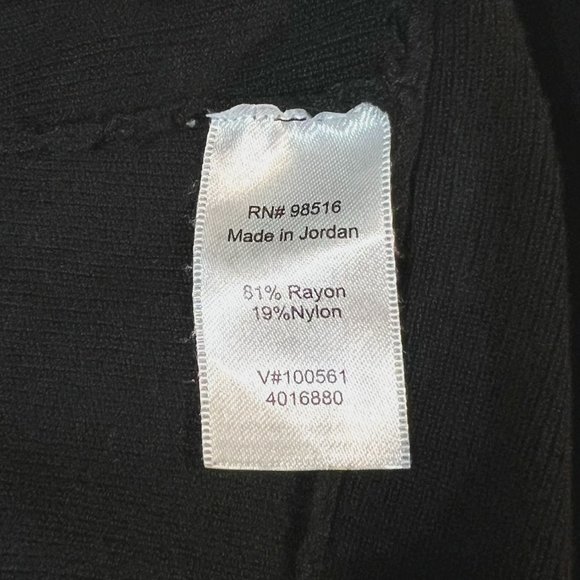 RN# 98516
Made in Jordan
81% Rayon
19%Nylon
V#100561
4016880